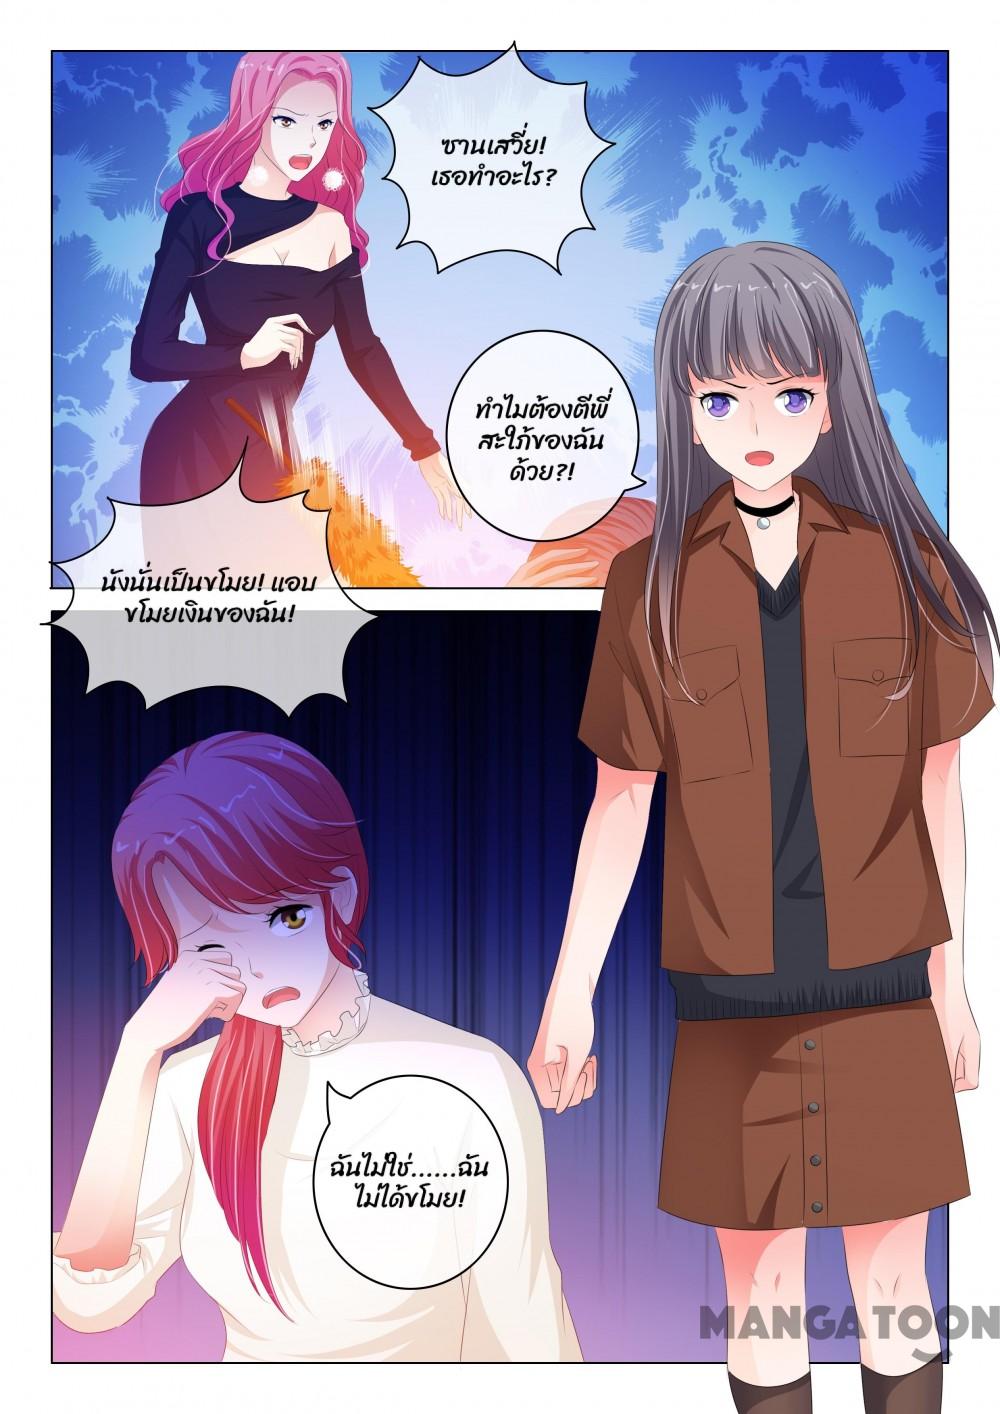 ซานเสวี่ย!
เธอทำอะไร?
ทำไมต้องตีพี่
สะใภ้ของฉัน
ด้วย?!
นังนั่นเป็นขโมย! แอบ
ขโมยเงินของฉัน!
ฉันไม่ใช่......ฉัน
ไม่ได้ขโมย!
MANGATOON